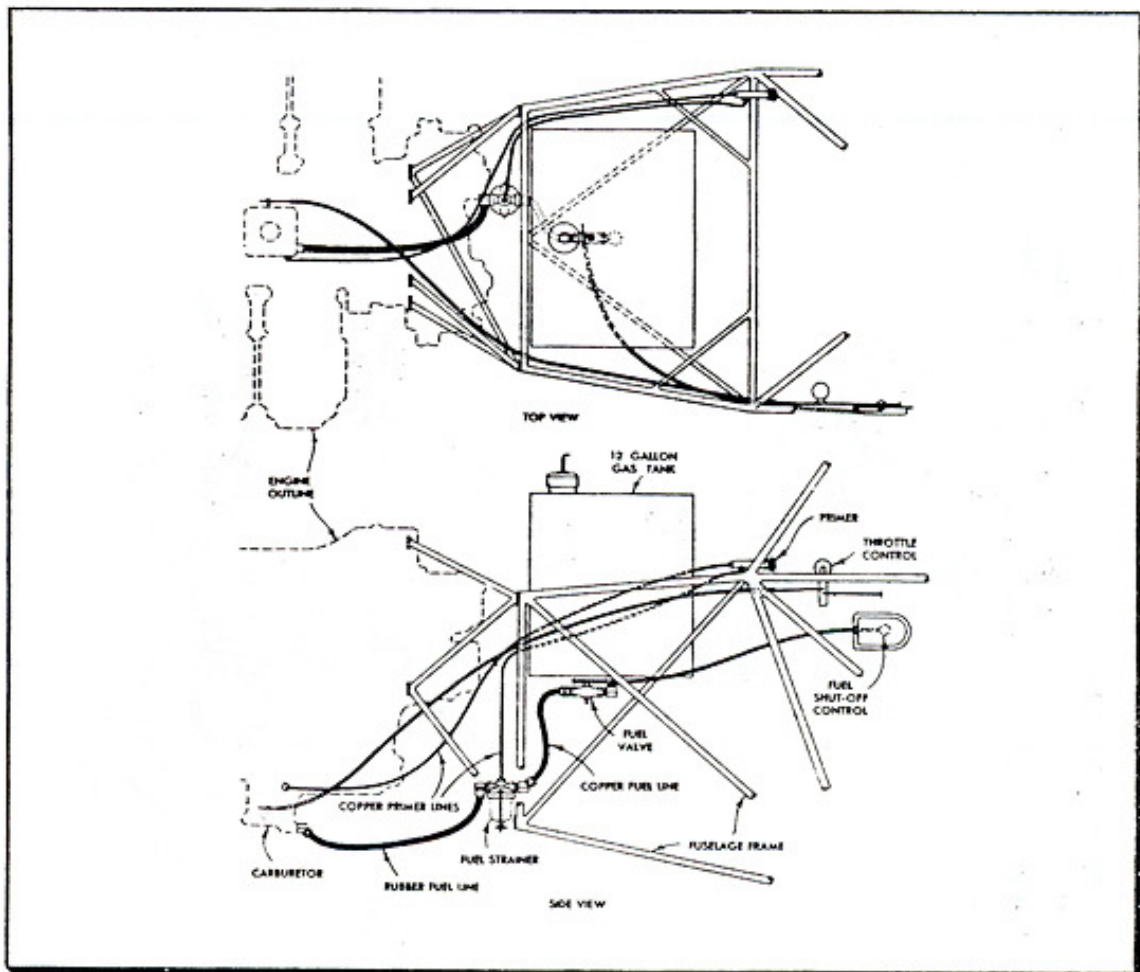 TOP VIEW
ENGINE
OUTLINE
12 GALLON
GAS TANK
PRIMER
THROTTLE
CONTROL
FUEL
SHUT-OFF
CONTROL
FUEL
VALVE
COPPER FUEL LINE
COPPER PRIMER LINES
FUSELAGE FRAME
FUEL STRAINER
CARBURETOR
RUBBER FUEL LINE
SIDE VIEW